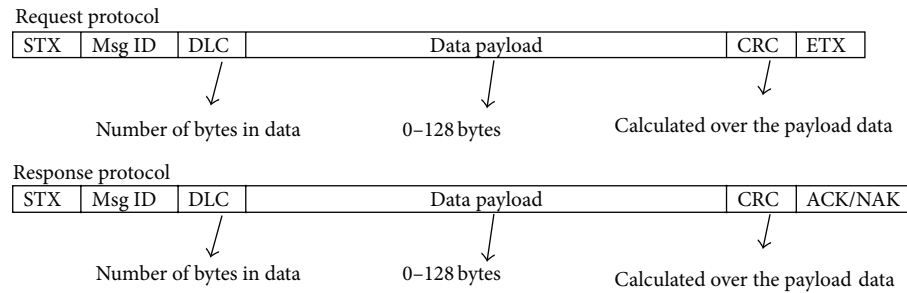 Request protocol
STX Msg ID DLC Data payload CRC ETX
Number of bytes in data 0–128 bytes Calculated over the payload data
Response protocol
STX Msg ID DLC Data payload CRC ACK/NAK
Number of bytes in data 0–128 bytes Calculated over the payload data